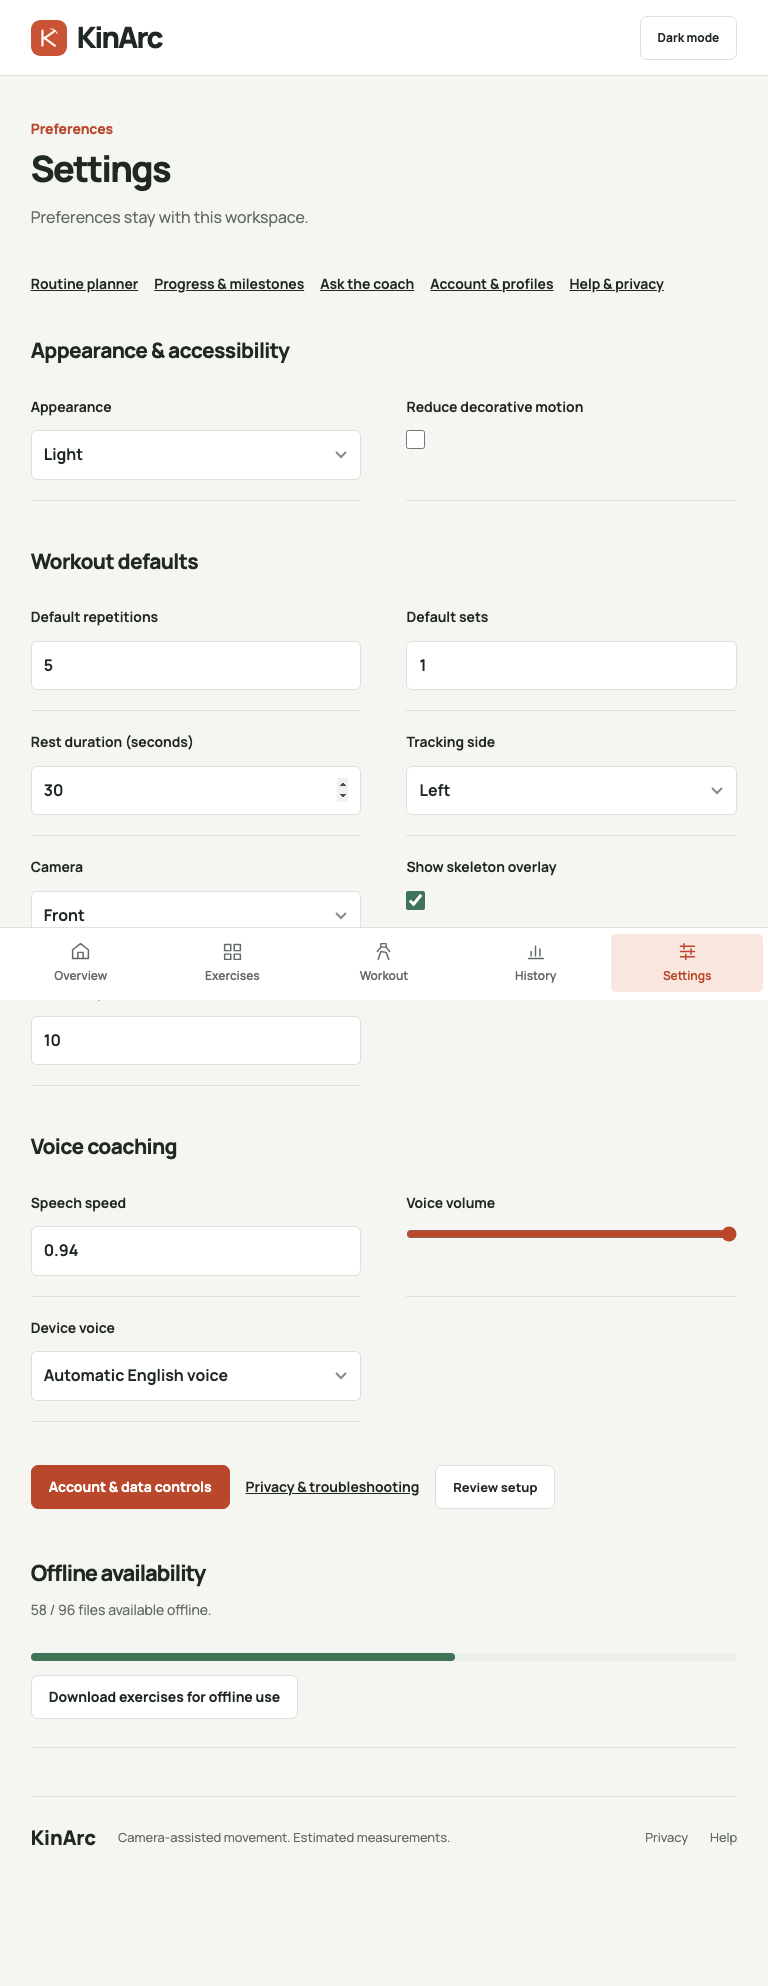 KinArc
Dark mode
Preferences
Settings
Preferences stay with this workspace.
Routine planner Progress & milestones Ask the coach Account & profiles Help & privacy
Appearance & accessibility
Appearance
Light
Reduce decorative motion
Workout defaults
Default repetitions
5
Default sets
1
Rest duration (seconds)
30
Tracking side
Left
Camera
Front
Show skeleton overlay
Overview
Exercises
Workout
History
Settings
10
Voice coaching
Speech speed
0.94
Voice volume
Device voice
Automatic English voice
Account & data controls
Privacy & troubleshooting
Review setup
Offline availability
58 / 96 files available offline.
Download exercises for offline use
KinArc
Camera-assisted movement. Estimated measurements.
Privacy
Help